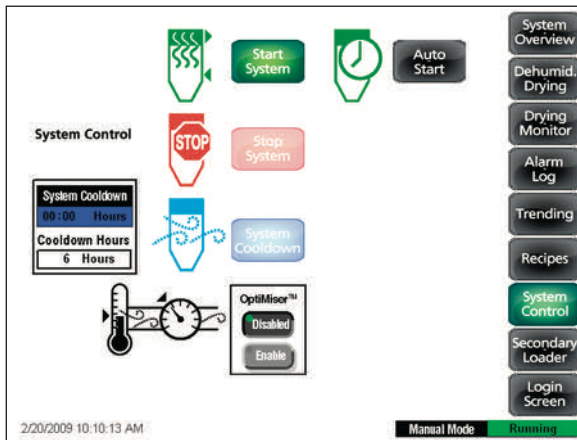 Start
System
Auto
Start
System Control
STOP
Stop
System
System Cooldown
00:00 Hours
Cooldown Hours
6 Hours
System
Cooldown
OptiMiser™
Disabled
Enable
System
Overview
Dehumid.
Drying
Drying
Monitor
Alarm
Log
Trending
Recipes
System
Control
Secondary
Loader
Login
Screen
2/20/2009 10:10:13 AM
Manual Mode
Running